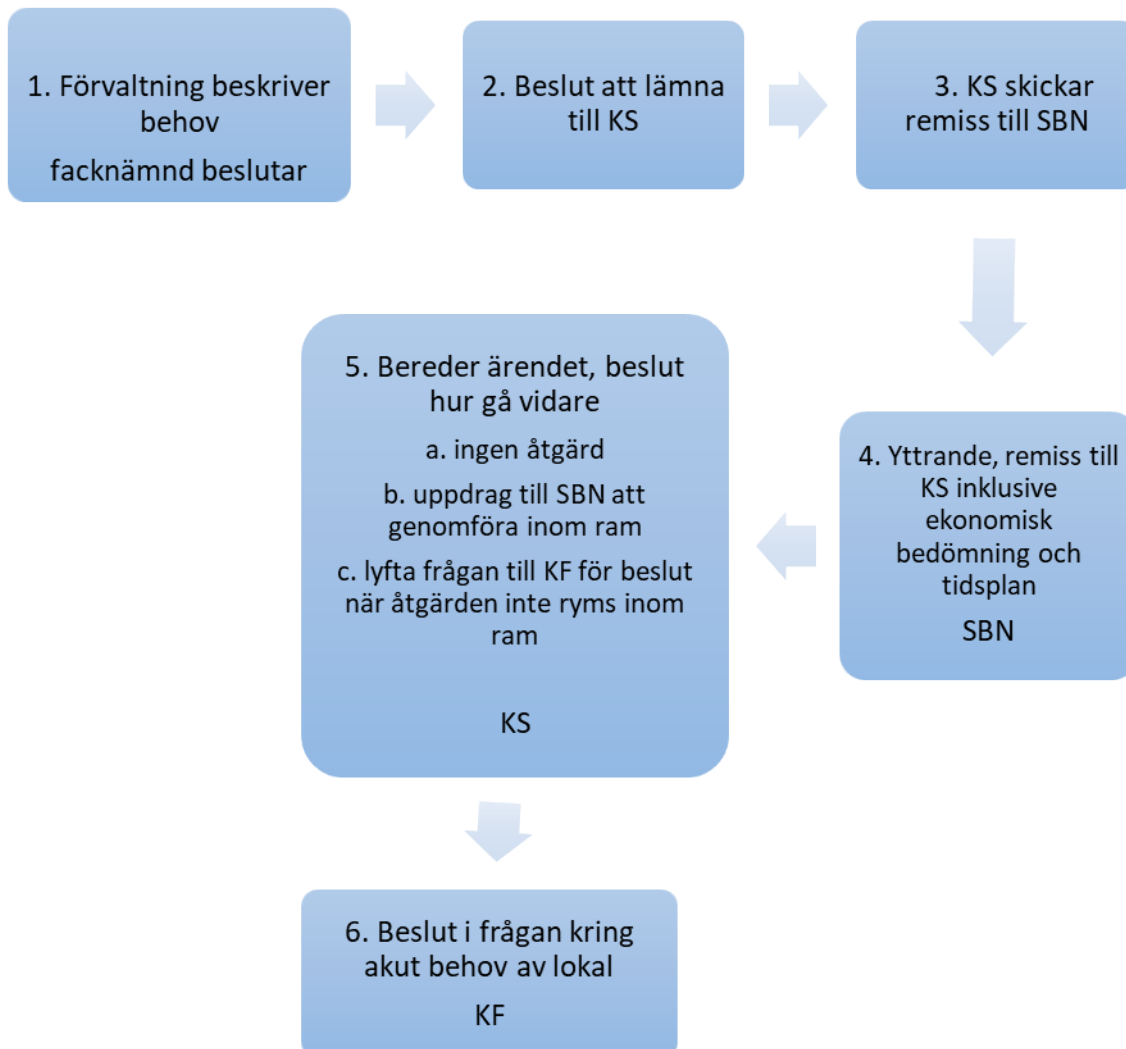 1. Förvaltning beskriver
behov
facknämnd beslutar
2. Beslut att lämna
till KS
3. KS skickar
remiss till SBN
4. Yttrande, remiss till
KS inklusive
ekonomisk
bedömning och
tidsplan
SBN
5. Bereder ärendet, beslut
hur gå vidare
a. ingen åtgärd
b. uppdrag till SBN att
genomföra inom ram
c. lyfta frågan till KF för beslut
när åtgärden inte ryms inom
ram
KS
6. Beslut i frågan kring
akut behov av lokal
KF